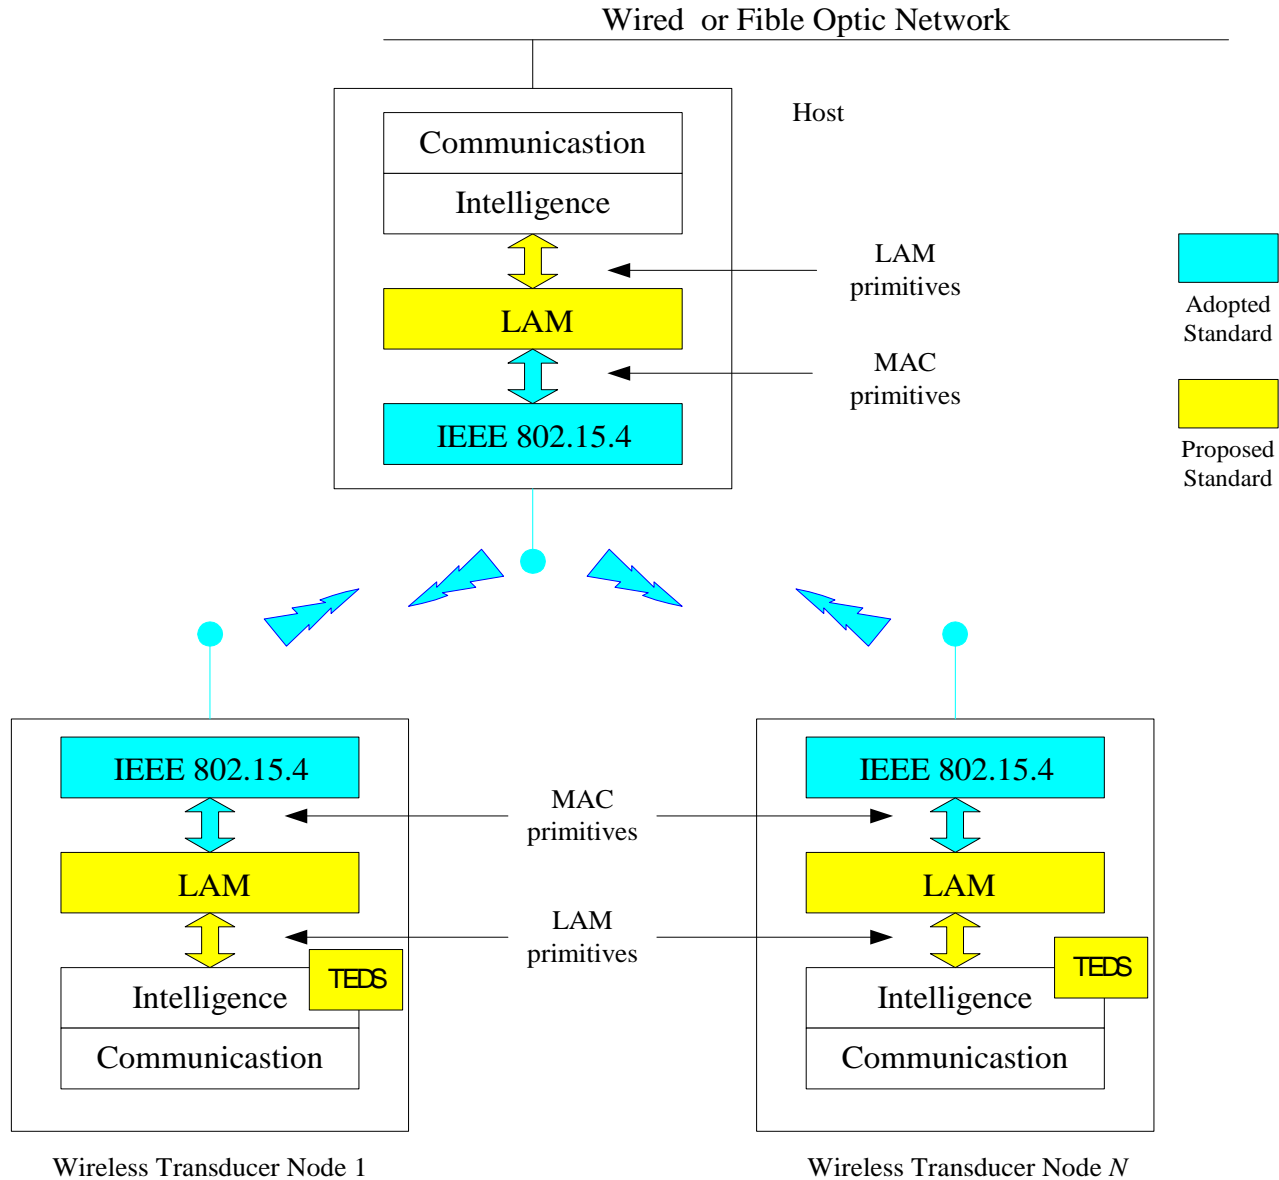 Wired or Fible Optic Network
Host
Communicastion
Intelligence
LAM
primitives
LAM
MAC
primitives
IEEE 802.15.4
Adopted
Standard
Proposed
Standard
IEEE 802.15.4
IEEE 802.15.4
MAC
primitives
LAM
LAM
LAM
primitives
TEDS
TEDS
Intelligence
Intelligence
Communicastion
Communicastion
Wireless Transducer Node 1
Wireless Transducer Node N